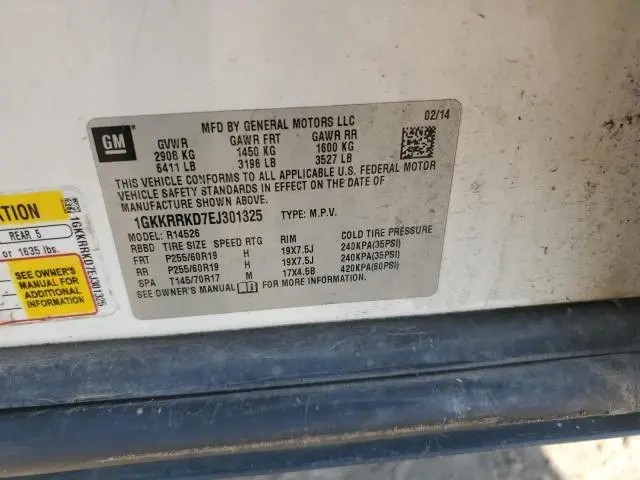 GM
MFD BY GENERAL MOTORS LLC
02/14
GVWR GAWR FRT GAWR RR
2908 KG 1450 KG 1600 KG
6411 LB 3196 LB 3527 LB
THIS VEHICLE CONFORMS TO ALL APPLICABLE U.S. FEDERAL MOTOR
VEHICLE SAFETY STANDARDS IN EFFECT ON THE DATE OF
MANUFACTURE SHOWN ABOVE.
1GKKRRKD7EJ301325 TYPE: M.P.V.
MODEL: R14526
RBBD TIRE SIZE SPEED RTG RIM COLD TIRE PRESSURE
FRT P255/60R19 H 19X7.5J 240KPA(35PSI)
RR P255/60R19 H 19X7.5J 240KPA(35PSI)
SPA T145/70R17 M 17X4.5B 420KPA(60PSI)
SEE OWNER'S MANUAL FOR MORE INFORMATION.
TION
REAR 5
or 1635 lbs.
SEE OWNER'S
MANUAL FOR
ADDITIONAL
INFORMATION
1GKKRRKD7EJ301325